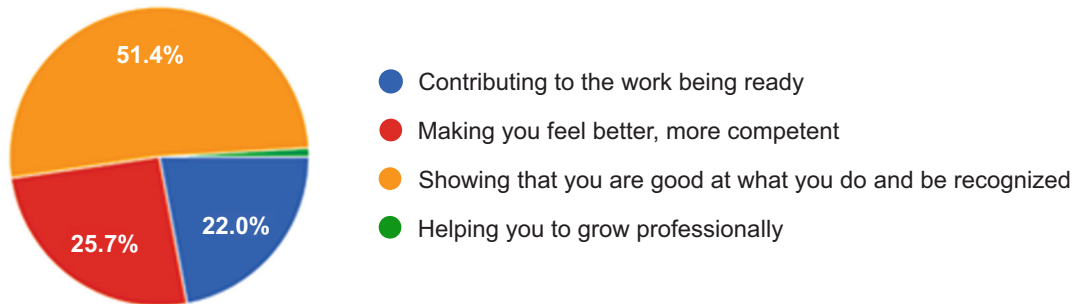 51.4%
25.7%
22.0%
Contributing to the work being ready
Making you feel better, more competent
Showing that you are good at what you do and be recognized
Helping you to grow professionally